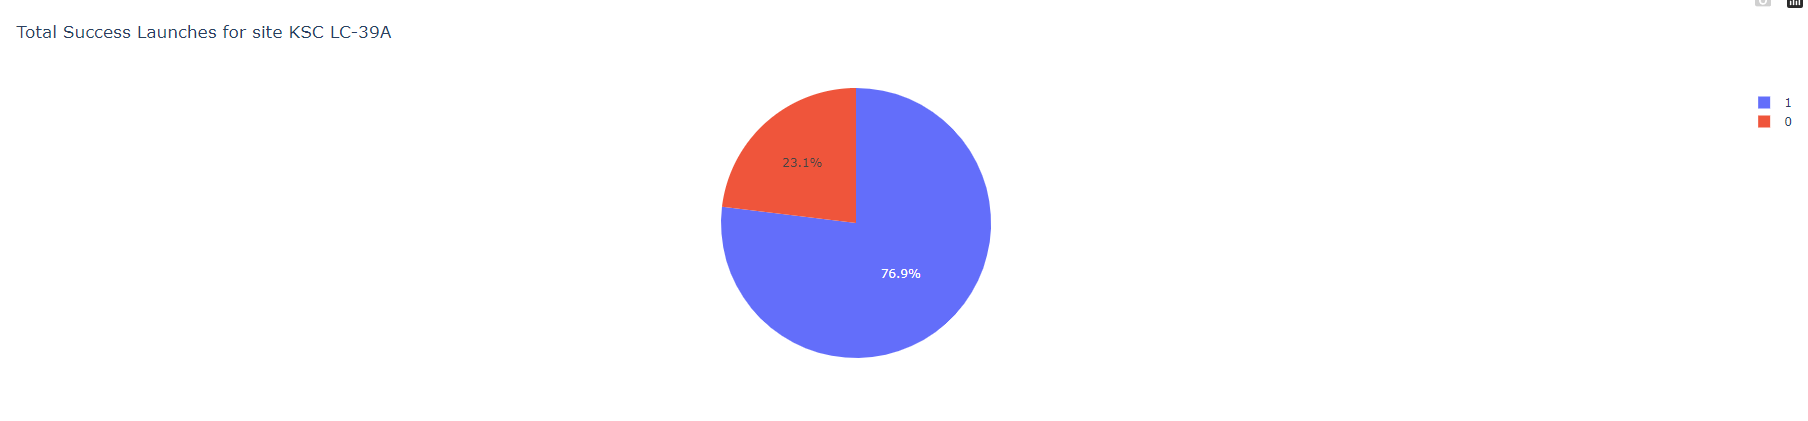 Total Success Launches for site KSC LC-39A
1
0
23.1%
76.9%